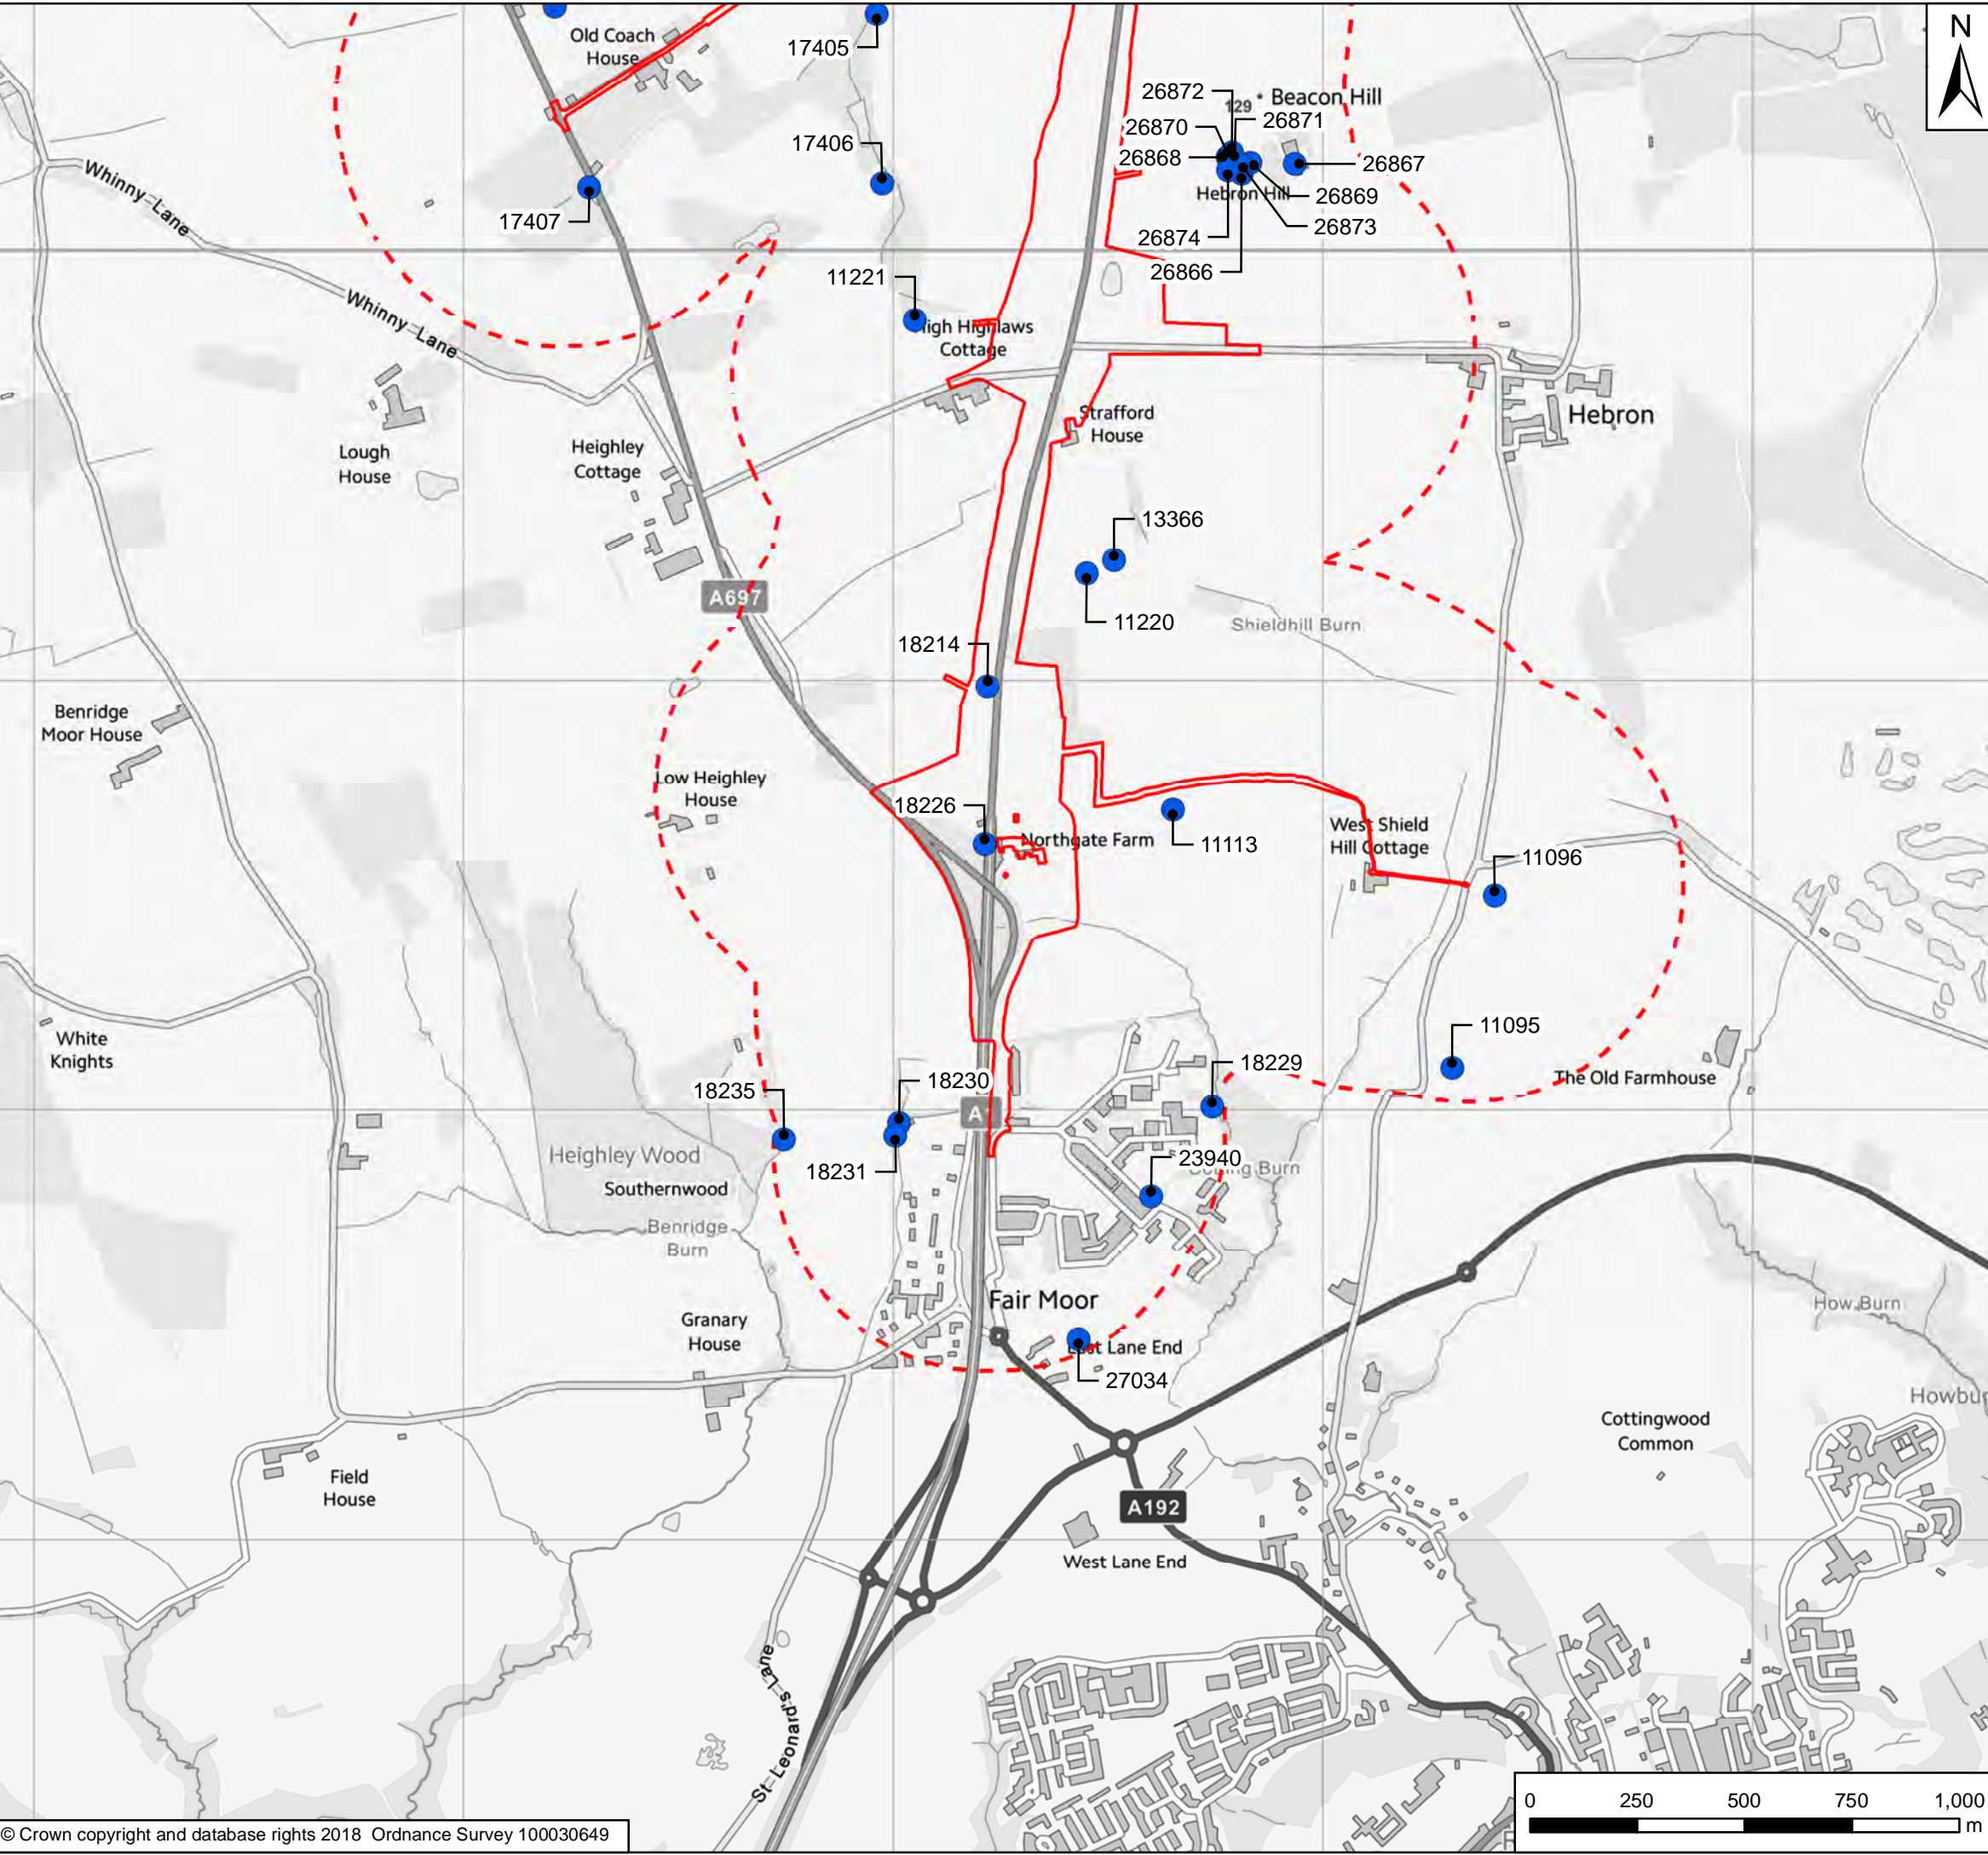 N
Old Coach
House
17405
26872
129
Beacon Hill
26871
26870
17406
26868
26867
Whinny Lane
Hebron Hill
26869
17407
26873
26874
26866
11221
Whinny Lane
High Highlaws
Cottage
Strafford
House
Hebron
Lough
House
Heighley
Cottage
13366
A697
11220
Shieldhill Burn
18214
Benridge
Moor House
Low Heighley
House
18226
Northgate Farm
West Shield
Hill Cottage
11113
11096
White
Knights
11095
18229
The Old Farmhouse
18235
18230
A1
Heighley Wood
23940
Burn
18231
Southernwood
Benridge
Burn
Fair Moor
How Burn
Granary
House
East Lane End
27034
Howbur
Cottingwood
Common
Field
House
A192
West Lane End
St Leonard's Lane
0 250 500 750 1,000
m
© Crown copyright and database rights 2018 Ordnance Survey 100030649